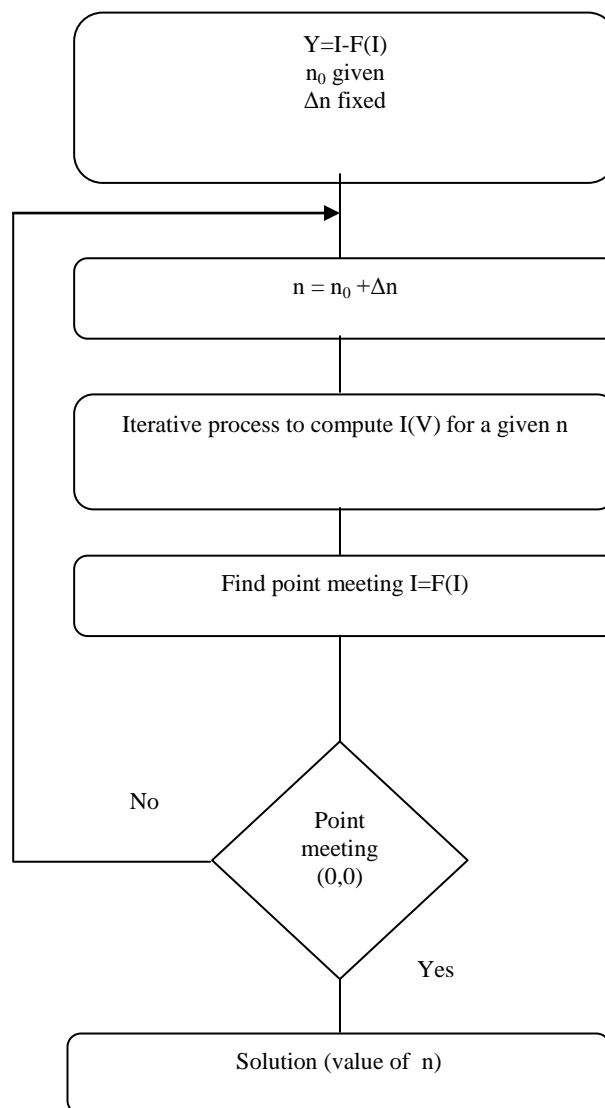 Y=I-F(I)
n₀ given
Δn fixed
n = n₀ +Δn
Iterative process to compute I(V) for a given n
Find point meeting I=F(I)
No
Point
meeting
(0,0)
Yes
Solution (value of n)